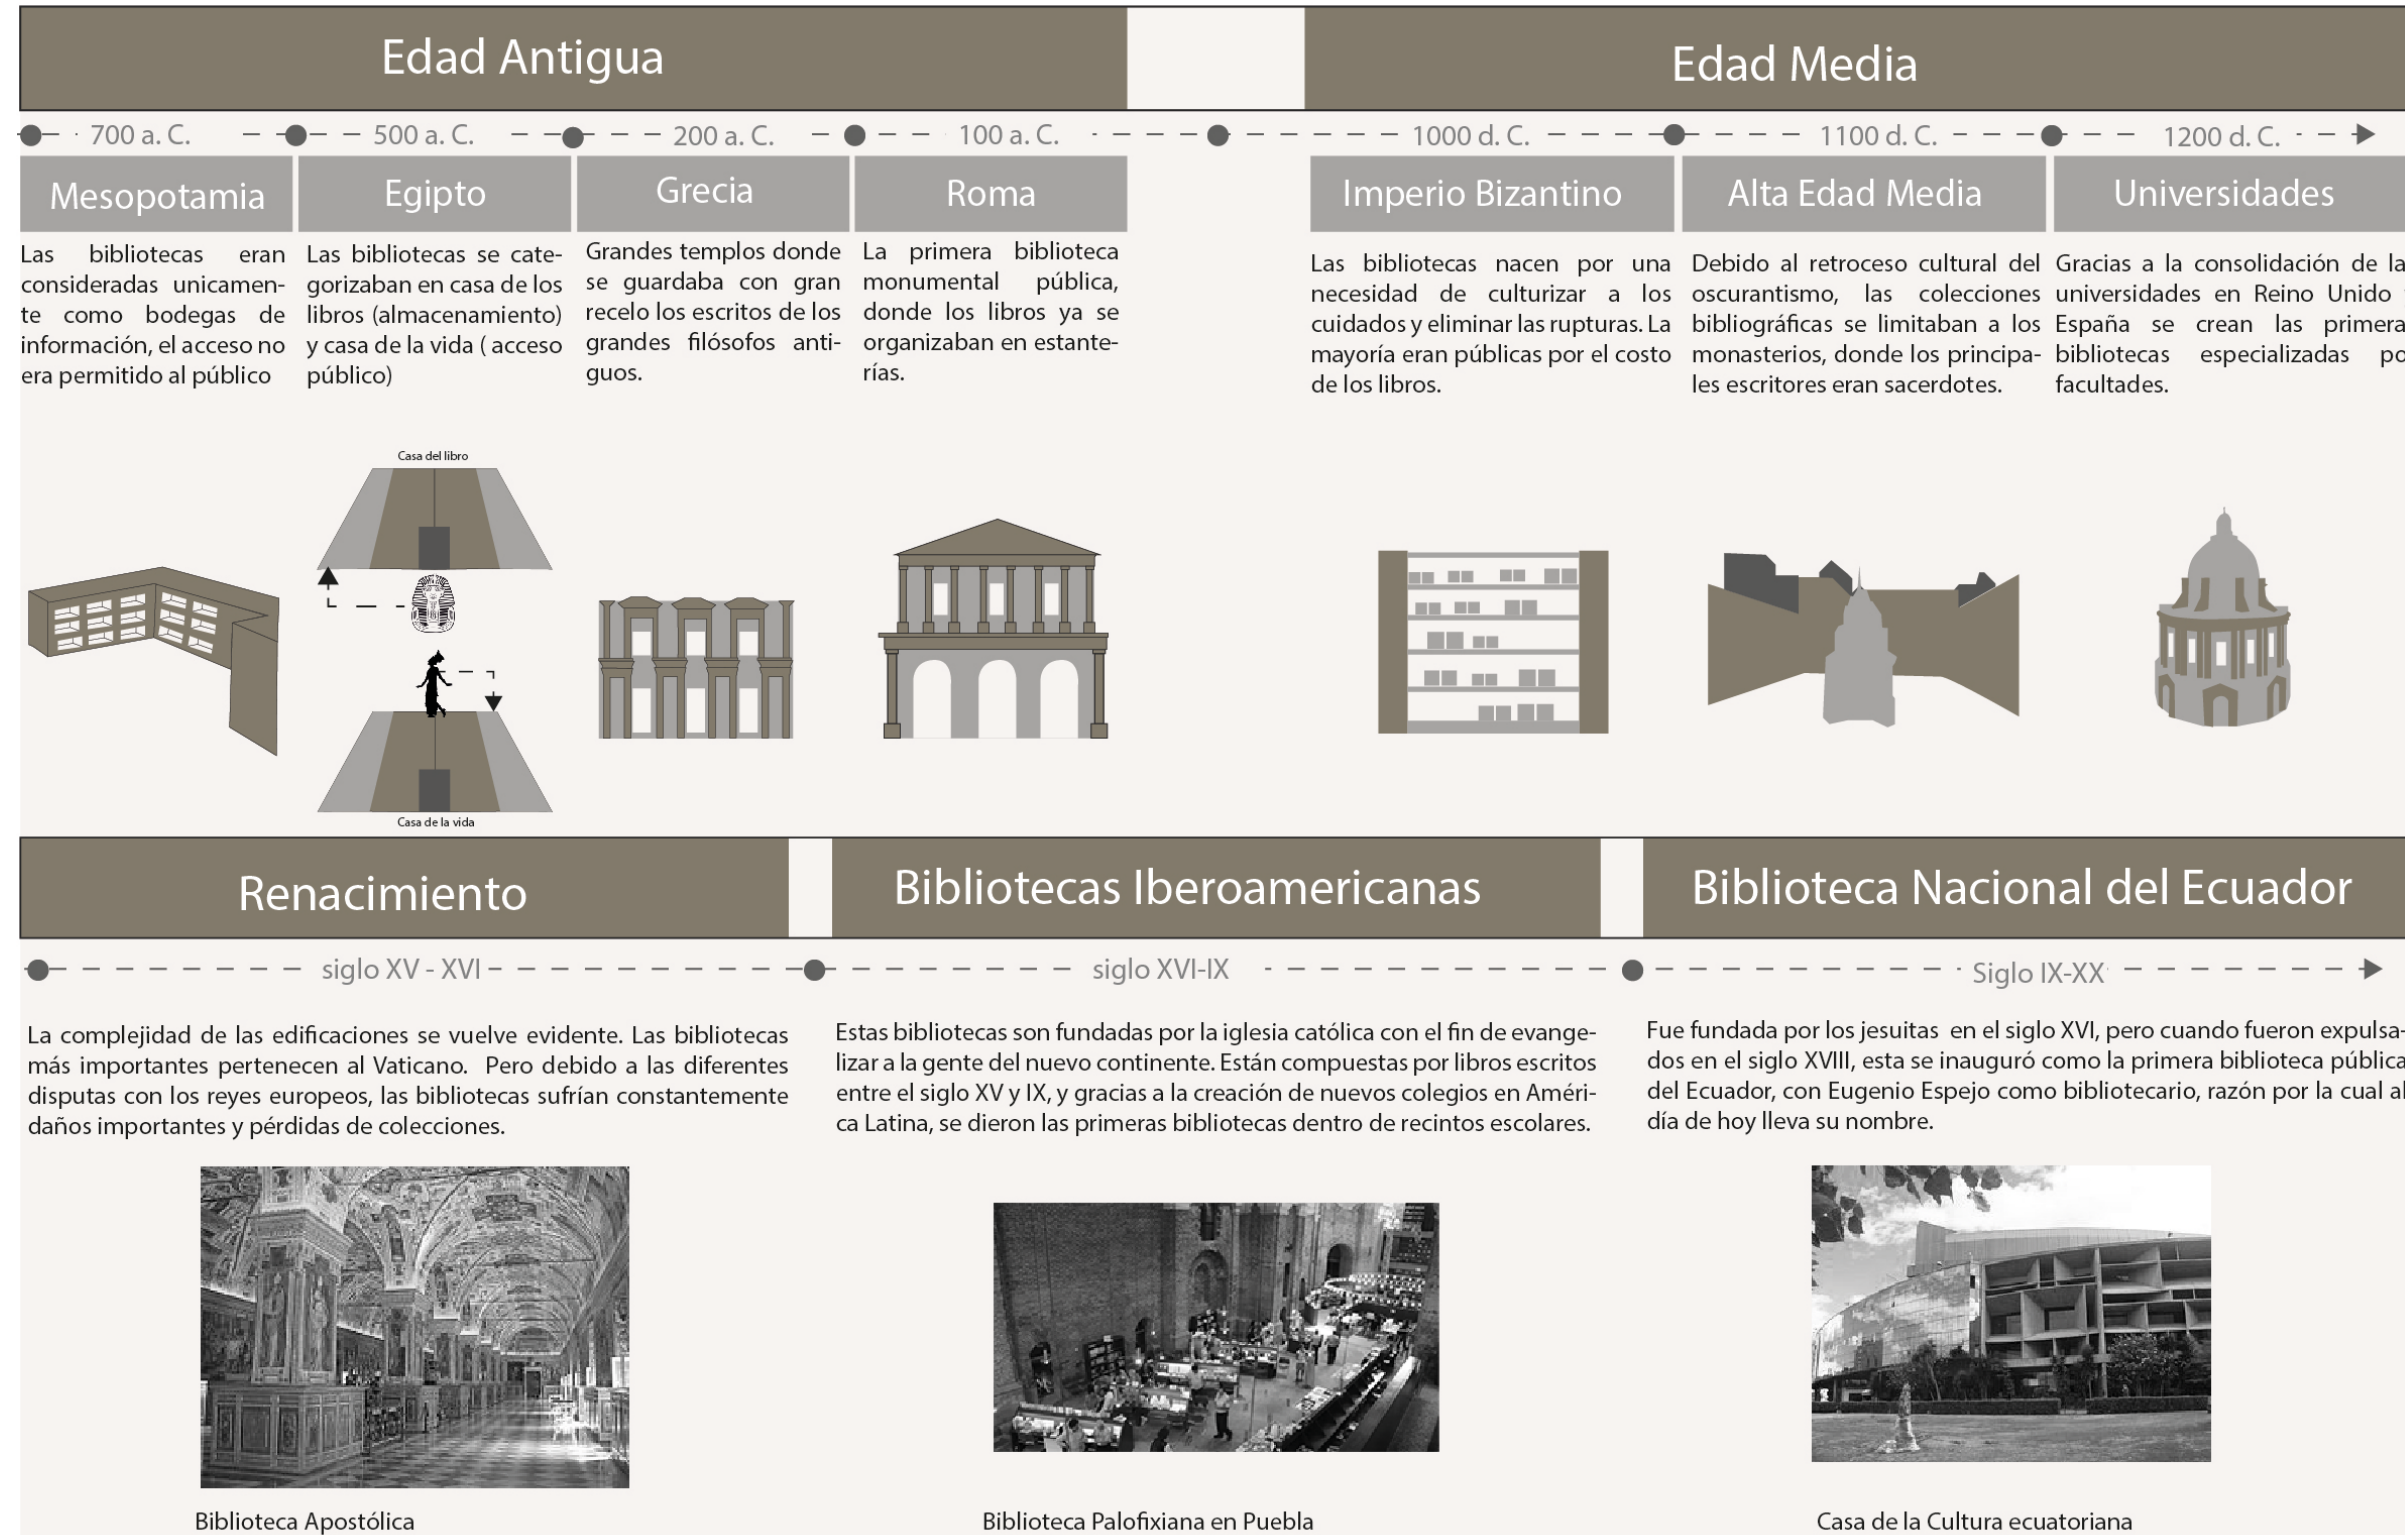 Edad Antigua
Edad Media
700 a. C.
500 a. C.
200 a. C.
100 a. C.
1000 d. C.
1100 d. C.
1200 d. C.
Mesopotamia
Las bibliotecas eran
consideradas unicamen-
te como bodegas de
información, el acceso no
era permitido al público
Egipto
Las bibliotecas se cate-
gorizaban en casa de los
libros (almacenamiento)
y casa de la vida ( acceso
público)
Grecia
Grandes templos donde
se guardaba con gran
recelo los escritos de los
grandes filósofos anti-
guos.
Roma
La primera biblioteca
monumental pública,
donde los libros ya se
organizaban en estante-
rías.
Imperio Bizantino
Las bibliotecas nacen por una
necesidad de culturizar a los
cuidados y eliminar las rupturas. La
mayoría eran públicas por el costo
de los libros.
Alta Edad Media
Debido al retroceso cultural del
oscurantismo, las colecciones
bibliográficas se limitaban a los
monasterios, donde los principa-
les escritores eran sacerdotes.
Universidades
Gracias a la consolidación de la
universidades en Reino Unido
España se crean las primera
bibliotecas especializadas po
facultades.
Casa del libro
Casa de la vida
Renacimiento
siglo XV - XVI
La complejidad de las edificaciones se vuelve evidente. Las bibliotecas
más importantes pertenecen al Vaticano. Pero debido a las diferentes
disputas con los reyes europeos, las bibliotecas sufrían constantemente
daños importantes y pérdidas de colecciones.
Biblioteca Apostólica
Bibliotecas Iberoamericanas
siglo XVI-IX
Estas bibliotecas son fundadas por la iglesia católica con el fin de evange-
lizar a la gente del nuevo continente. Están compuestas por libros escritos
entre el siglo XV y IX, y gracias a la creación de nuevos colegios en Améri-
ca Latina, se dieron las primeras bibliotecas dentro de recintos escolares.
Biblioteca Palofixiana en Puebla
Biblioteca Nacional del Ecuador
Siglo IX-XX
Fue fundada por los jesuitas en el siglo XVI, pero cuando fueron expulsa-
dos en el siglo XVIII, esta se inauguró como la primera biblioteca pública
del Ecuador, con Eugenio Espejo como bibliotecario, razón por la cual al
día de hoy lleva su nombre.
Casa de la Cultura ecuatoriana